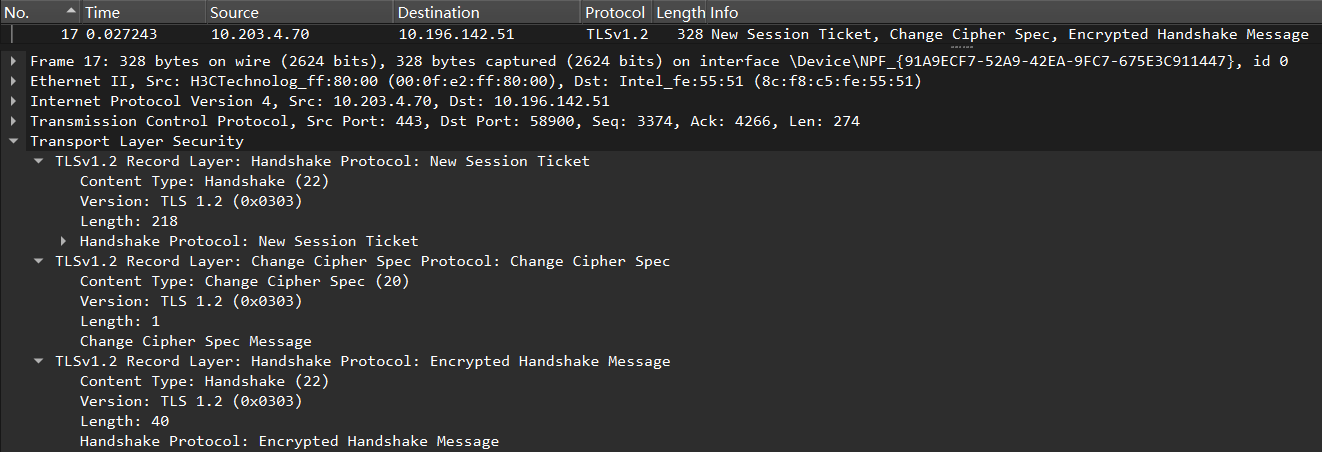 No. Time Source Destination Protocol Length Info
17 0.027243 10.203.4.70 10.196.142.51 TLSv1.2 328 New Session Ticket, Change Cipher Spec, Encrypted Handshake Message
Frame 17: 328 bytes on wire (2624 bits), 328 bytes captured (2624 bits) on interface \Device\NPF_{91A9ECF7-52A9-42EA-9FC7-675E3C911447}, id 0
Ethernet II, Src: H3CTechnolog_ff:80:00 (00:0f:e2:ff:80:00), Dst: Intel_fe:55:51 (8c:f8:c5:fe:55:51)
Internet Protocol Version 4, Src: 10.203.4.70, Dst: 10.196.142.51
Transmission Control Protocol, Src Port: 443, Dst Port: 58900, Seq: 3374, Ack: 4266, Len: 274
Transport Layer Security
TLSv1.2 Record Layer: Handshake Protocol: New Session Ticket
Content Type: Handshake (22)
Version: TLS 1.2 (0x0303)
Length: 218
Handshake Protocol: New Session Ticket
TLSv1.2 Record Layer: Change Cipher Spec Protocol: Change Cipher Spec
Content Type: Change Cipher Spec (20)
Version: TLS 1.2 (0x0303)
Length: 1
Change Cipher Spec Message
TLSv1.2 Record Layer: Handshake Protocol: Encrypted Handshake Message
Content Type: Handshake (22)
Version: TLS 1.2 (0x0303)
Length: 40
Handshake Protocol: Encrypted Handshake Message